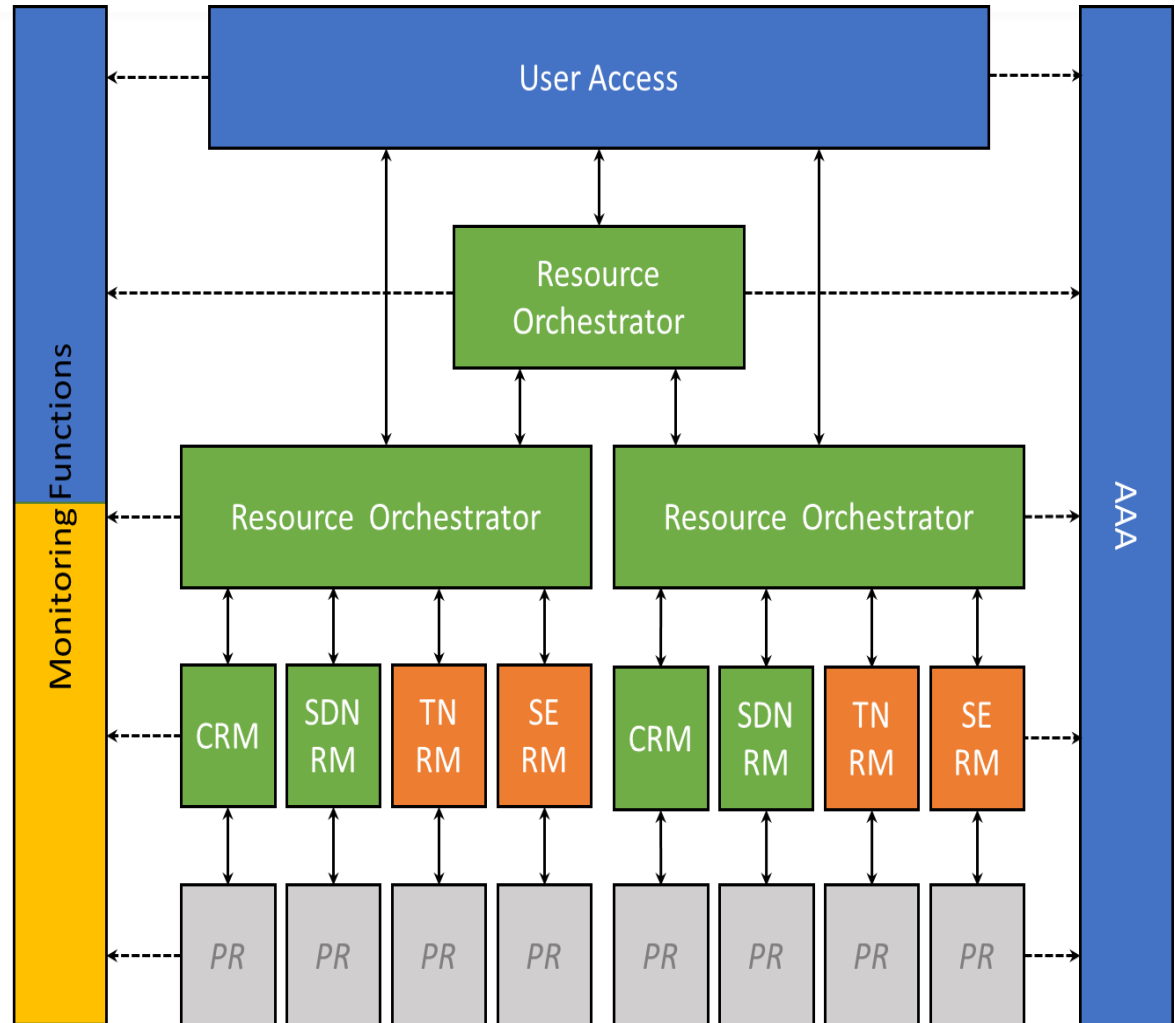 User Access
Resource
Orchestrator
Monitoring Functions
AAA
Resource Orchestrator
Resource Orchestrator
CRM
SDN
RM
TN
RM
SE
RM
CRM
SDN
RM
TN
RM
SE
RM
PR
PR
PR
PR
PR
PR
PR
PR